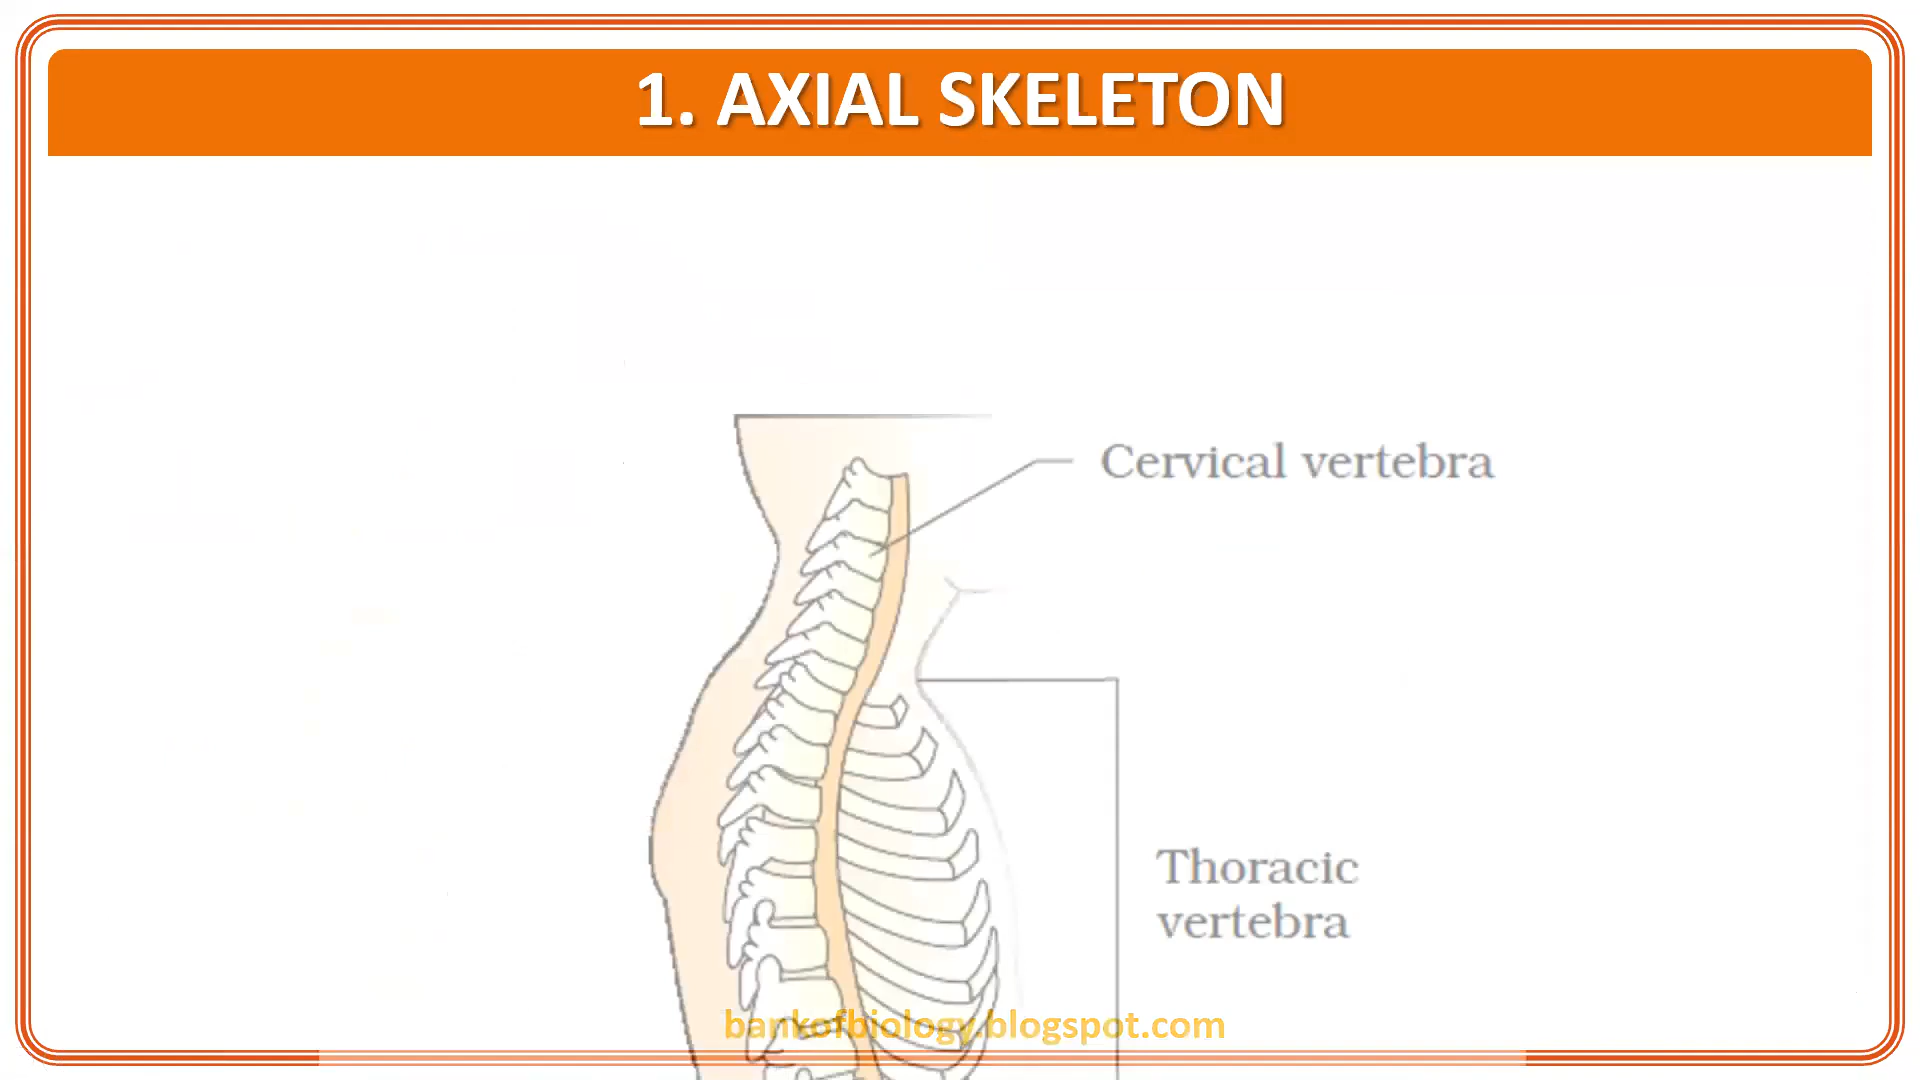 1. AXIAL SKELETON
Cervical vertebra
Thoracic
vertebra
bankofbiology.blogspot.com